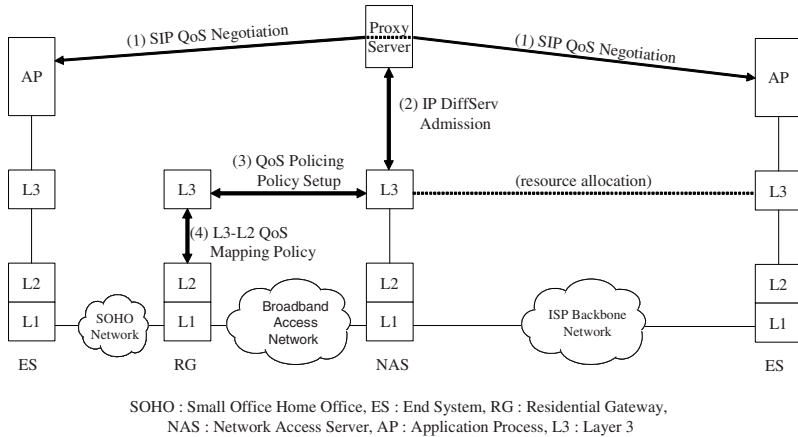 Proxy
Server
(1) SIP QoS Negotiation
(1) SIP QoS Negotiation
AP
AP
(2) IP DiffServ
Admission
(3) QoS Policing
Policy Setup
L3
L3
L3
(resource allocation)
L3
(4) L3-L2 QoS
Mapping Policy
L2
L2
L2
L2
L1
SOHO
Network
L1
Broadband
Access
Network
L1
ISP Backbone
Network
L1
ES
RG
NAS
ES
SOHO : Small Office Home Office, ES : End System, RG : Residential Gateway,
NAS : Network Access Server, AP : Application Process, L3 : Layer 3